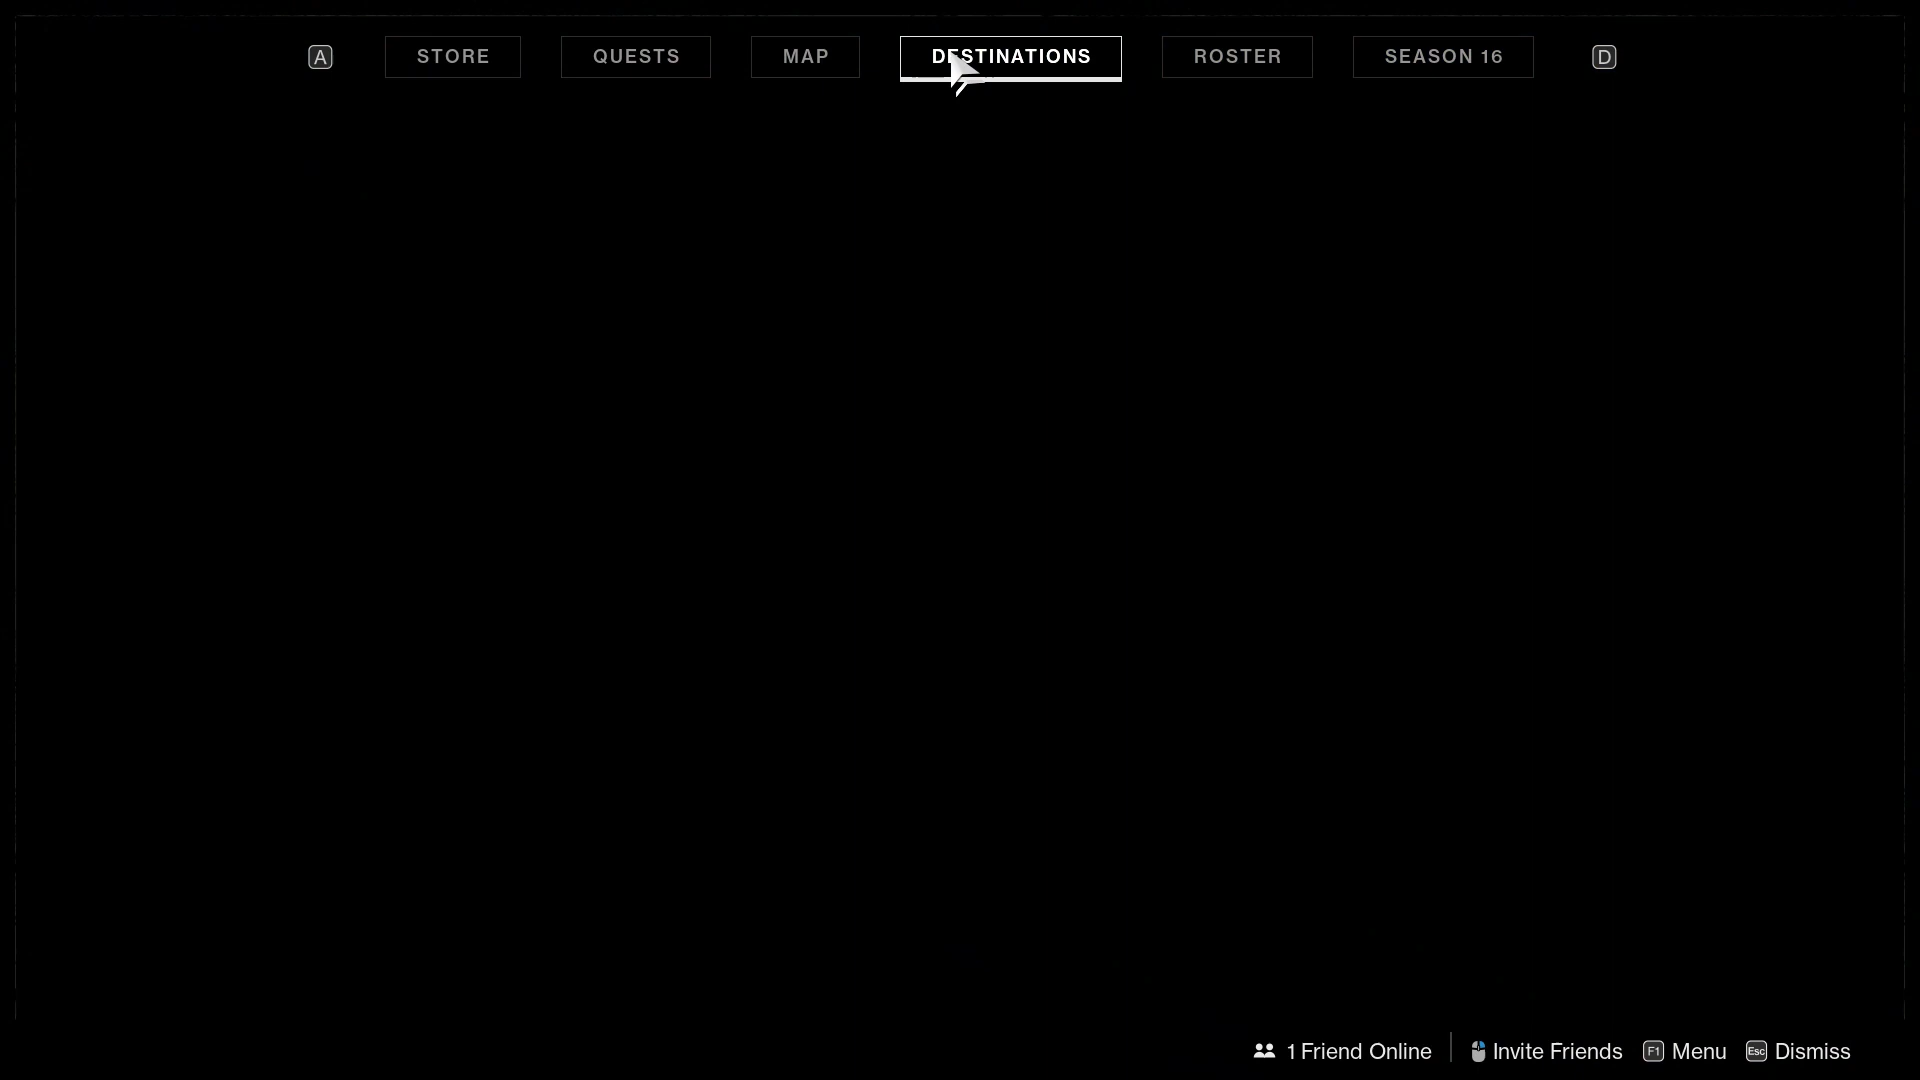 A STORE QUESTS MAP DESTINATIONS ROSTER SEASON 16 D
1 Friend Online Invite Friends F1 Menu Esc Dismiss